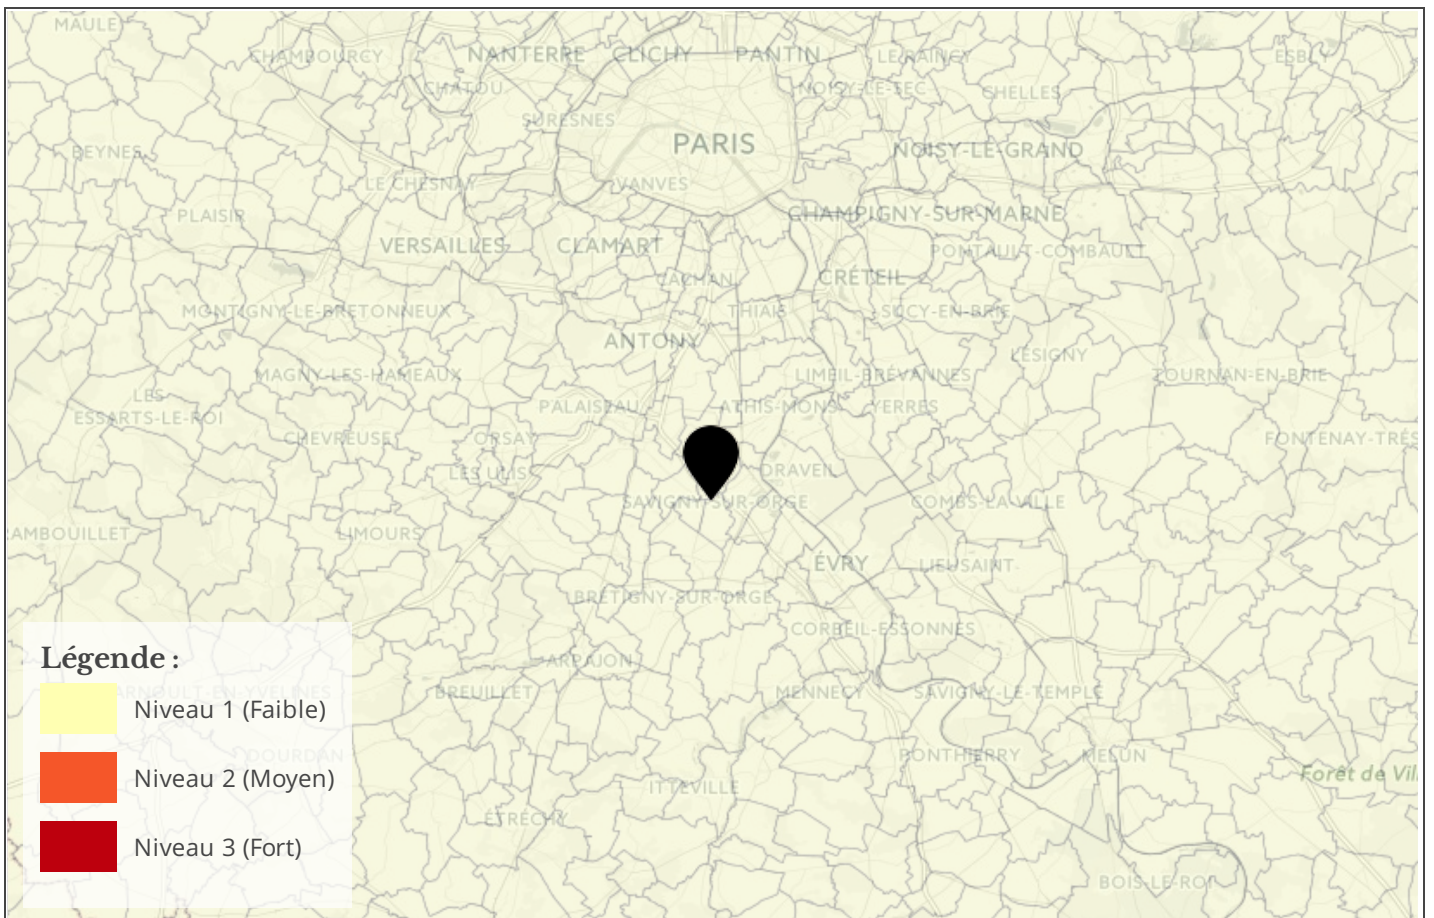 MAULE
CHAMBOURCY
NANTERRE
CLICHY
PANTIN
LE RAINCY
ESBLY
CHATOU
NOISY-LE-SEC
CHELLES
SURESNES
PARIS
BEYNES
NOISY-LE-GRAND
LE CHESNAY
VANVES
PLAISIR
CHAMPIGNY-SUR-MARNE
VERSAILLES
CLAMART
PONTAULT-COMBAULT
CACHAN
CRÉTEIL
MONTIGNY-LE-BRETONNEUX
THIAIS
SUCY-EN-BRIE
ANTONY
LÉSIGNY
MAGNY-LES-HAMEAUX
LIMEIL-BRÉVANNES
TOURNAN-EN-BRIE
LES
ESSARTS-LE-ROI
PALAISEAU
ATHIS-MONS
YERRES
CHEVREUSE
ORSAY
FONTENAY-TRÉS
LES ULIS
DRAVEIL
SAVIGNY-SUR-ORGE
COMBS-LA-VILLE
RAMBOUILLET
LIMOURS
ÉVRY
LIEUSAINT
BRÉTIGNY-SUR-ORGE
CORBEIL-ESSONNES
Légende :
ARPAJON
ARNOULT-EN-YVELINES
BREUILLET
MENNECY
SAVIGNY-LE-TEMPLE
Niveau 1 (Faible)
DOURDAN
PONTHIERRY
MELUN
Forêt de Vil
Niveau 2 (Moyen)
ITTEVILLE
ÉTRÉCHY
Niveau 3 (Fort)
BOIS-LE-ROI